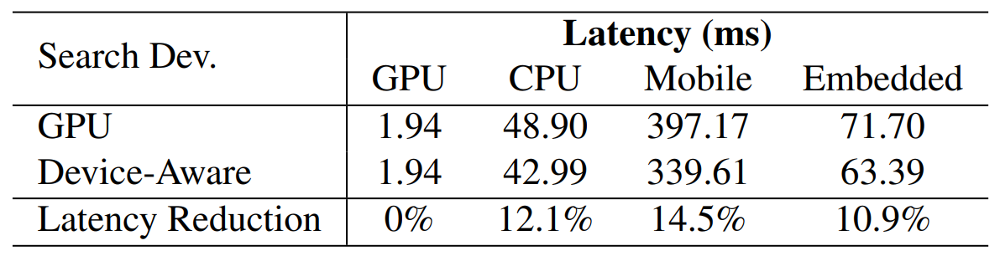 Search Dev.
Latency (ms)
GPU CPU Mobile Embedded
GPU 1.94 48.90 397.17 71.70
Device-Aware 1.94 42.99 339.61 63.39
Latency Reduction 0% 12.1% 14.5% 10.9%